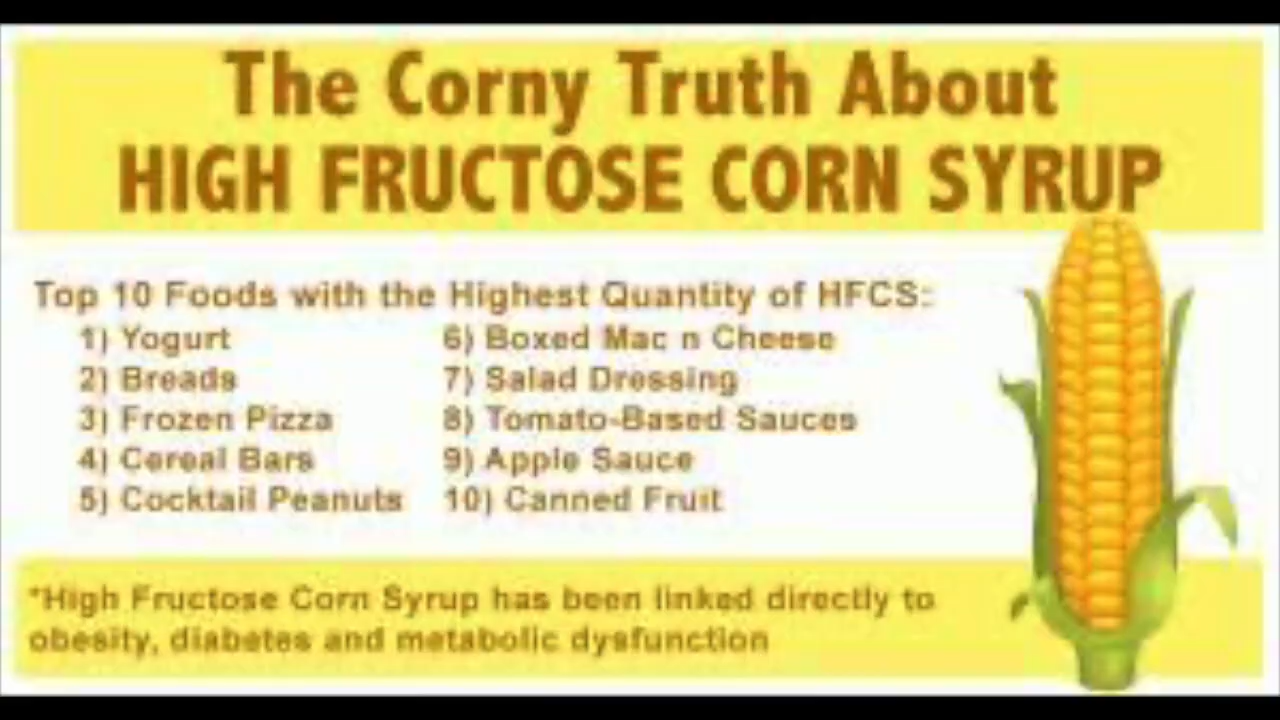 The Corny Truth About
HIGH FRUCTOSE CORN SYRUP
Top 10 Foods with the Highest Quantity of HFCS:
1) Yogurt
2) Breads
3) Frozen Pizza
4) Cereal Bars
5) Cocktail Peanuts
6) Boxed Mac n Cheese
7) Salad Dressing
8) Tomato-Based Sauces
9) Apple Sauce
10) Canned Fruit
*High Fructose Corn Syrup has been linked directly to
obesity, diabetes and metabolic dysfunction